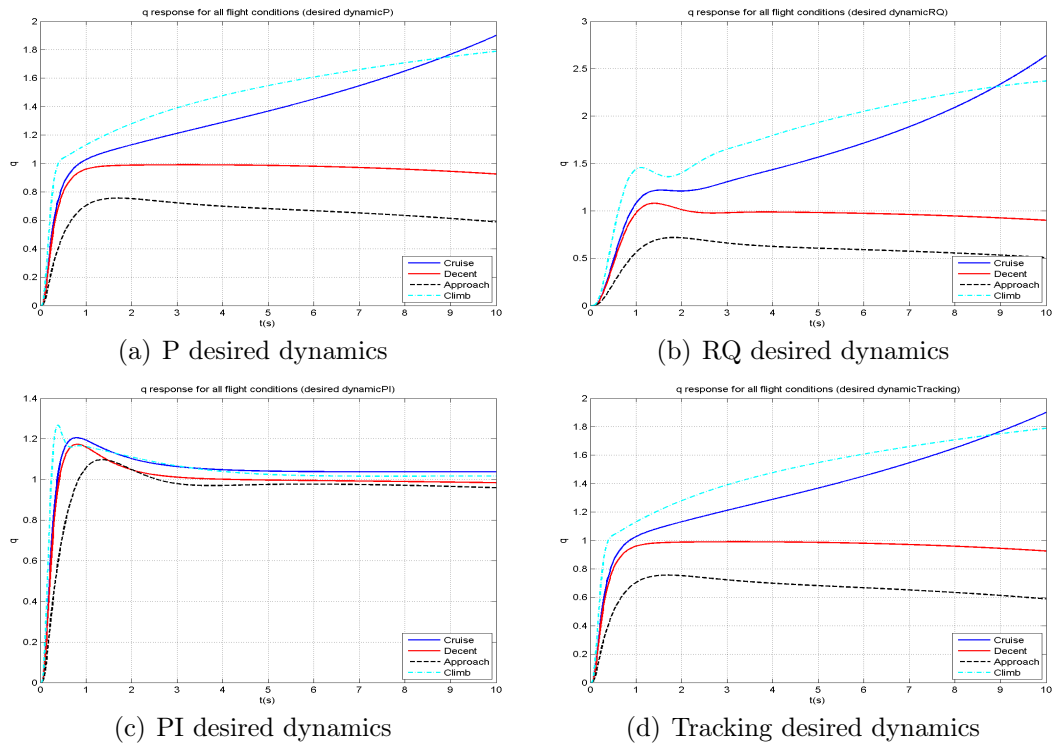 q response for all flight conditions (desired dynamicP)
2
1.8
1.6
1.4
1.2
1
0.8
0.6
0.4
0.2
0
q
0 1 2 3 4 5 6 7 8 9 10
t(s)
Cruise
Decent
Approach
Climb
(a) P desired dynamics
q response for all flight conditions (desired dynamicRQ)
3
2.5
2
1.5
1
0.5
0
q
0 1 2 3 4 5 6 7 8 9 10
t(s)
Cruise
Decent
Approach
Climb
(b) RQ desired dynamics
q response for all flight conditions (desired dynamicPI)
1.4
1.2
1
0.8
0.6
0.4
0.2
0
q
0 1 2 3 4 5 6 7 8 9 10
t(s)
Cruise
Decent
Approach
Climb
(c) PI desired dynamics
q response for all flight conditions (desired dynamicTracking)
2
1.8
1.6
1.4
1.2
1
0.8
0.6
0.4
0.2
0
q
0 1 2 3 4 5 6 7 8 9 10
t(s)
Cruise
Decent
Approach
Climb
(d) Tracking desired dynamics